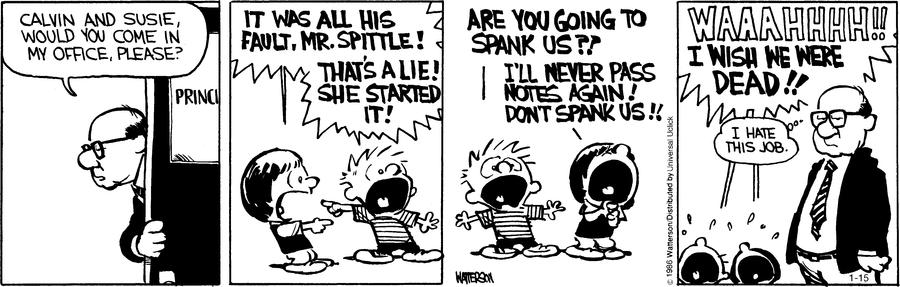 CALVIN AND SUSIE,
WOULD YOU COME IN
MY OFFICE, PLEASE?
PRINCI
IT WAS ALL HIS
FAULT, MR. SPITTLE!
THAT'S A LIE!
SHE STARTED
IT!
ARE YOU GOING TO
SPANK US??
I'LL NEVER PASS
NOTES AGAIN!
DON'T SPANK US!!
WATTERSON
© 1986 Watterson/Distributed by Universal Uclick
WAAAHHHH!!
I WISH WE WERE
DEAD!!
I HATE
THIS JOB.
1-15